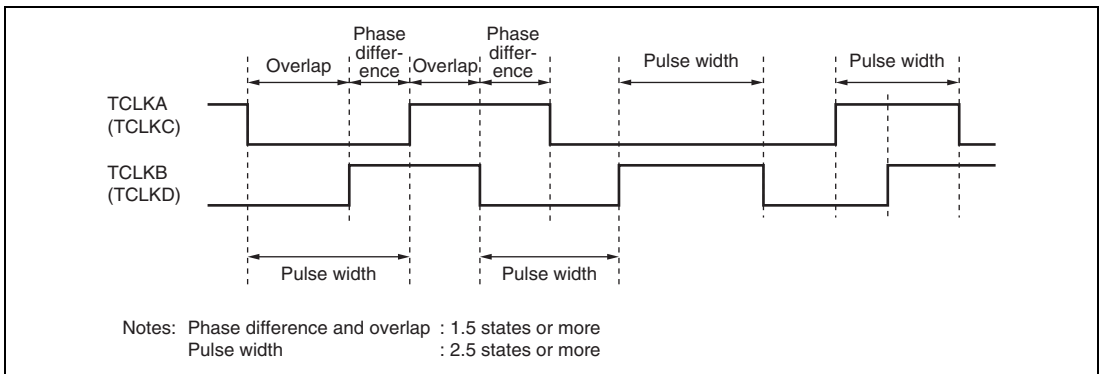 Phase
differ-
ence
Phase
differ-
ence
Overlap
Overlap
Pulse width
Pulse width
TCLKA
(TCLKC)
TCLKB
(TCLKD)
Pulse width
Pulse width
Notes: Phase difference and overlap : 1.5 states or more
Pulse width : 2.5 states or more